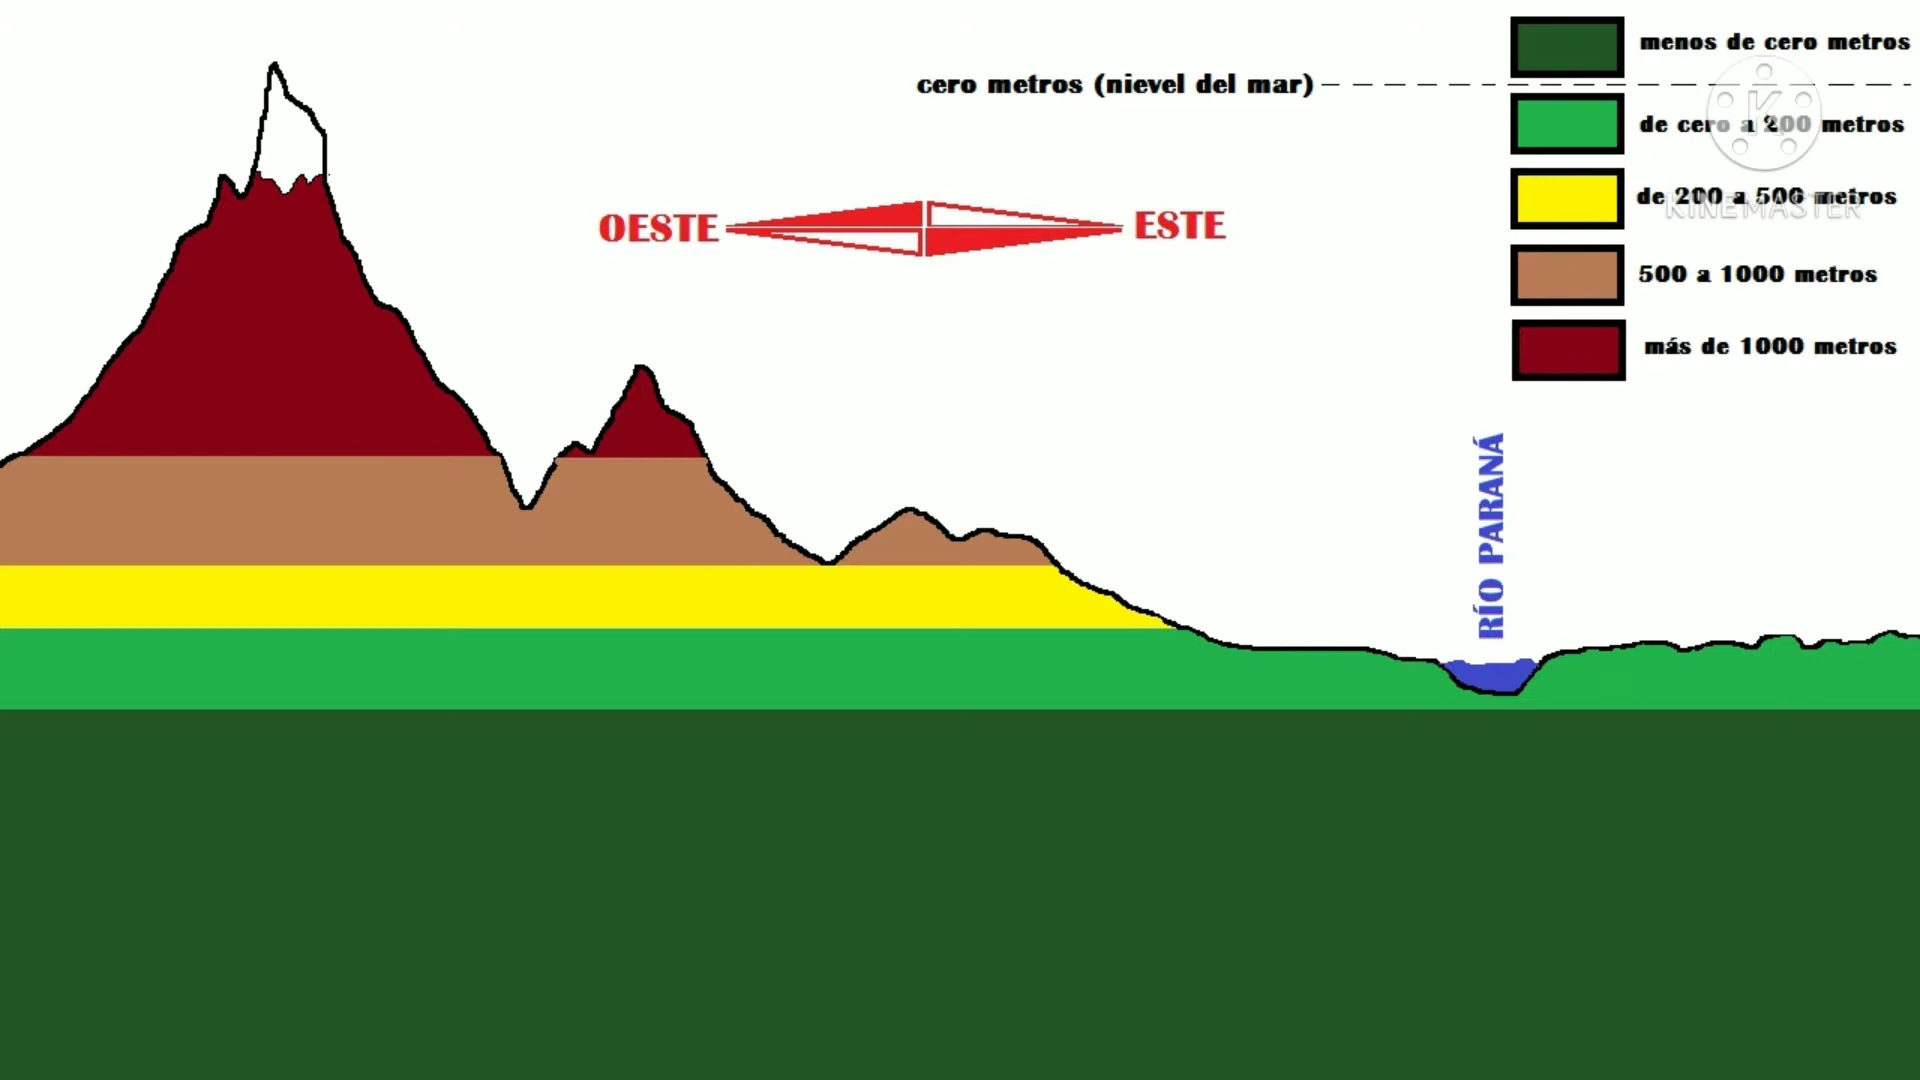 menos de cero metros
cero metros (nievel del mar)
de cero a 200 metros
de 200 a 500 metros
500 a 1000 metros
más de 1000 metros
OESTE
ESTE
RÍO PARANÁ
K
KINEMASTER